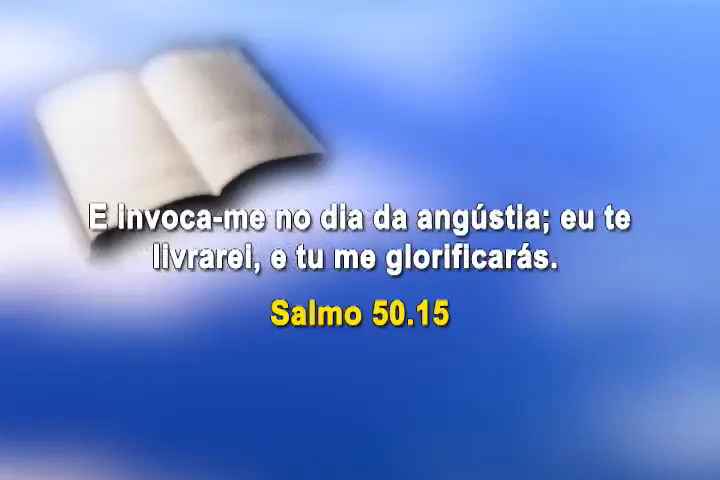 E invoca-me no dia da angústia; eu te
livrarei, e tu me glorificarás.
Salmo 50.15